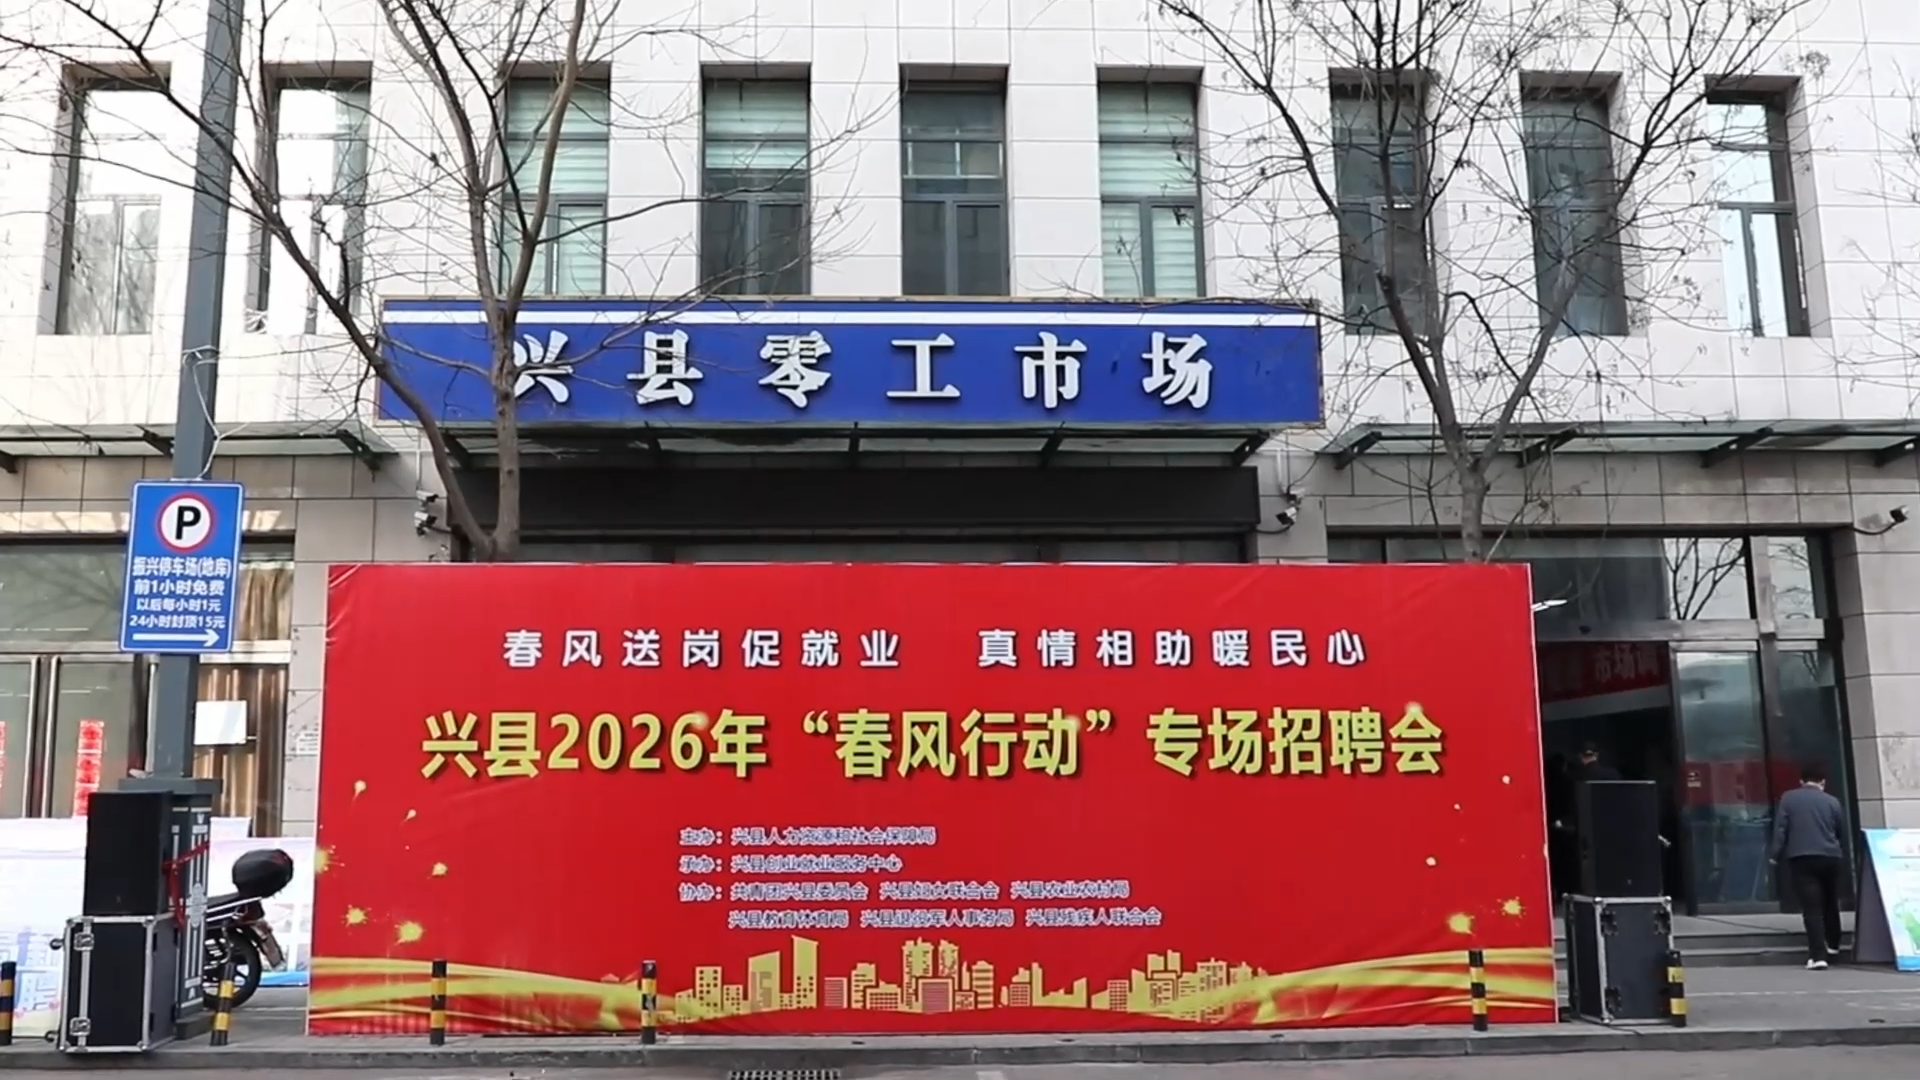 兴县零工市场
P
振兴停车场(地库)
前1小时免费
以后每小时1元
24小时封顶15元
春风送岗促就业 真情相助暖民心
兴县2026年“春风行动”专场招聘会
市场调
主办：兴县人力资源和社会保障局
承办：兴县创业就业服务中心
协办：共青团兴县委员会 兴县妇女联合会 兴县农业农村局
兴县教育体育局 兴县退役军人事务局 兴县残疾人联合会